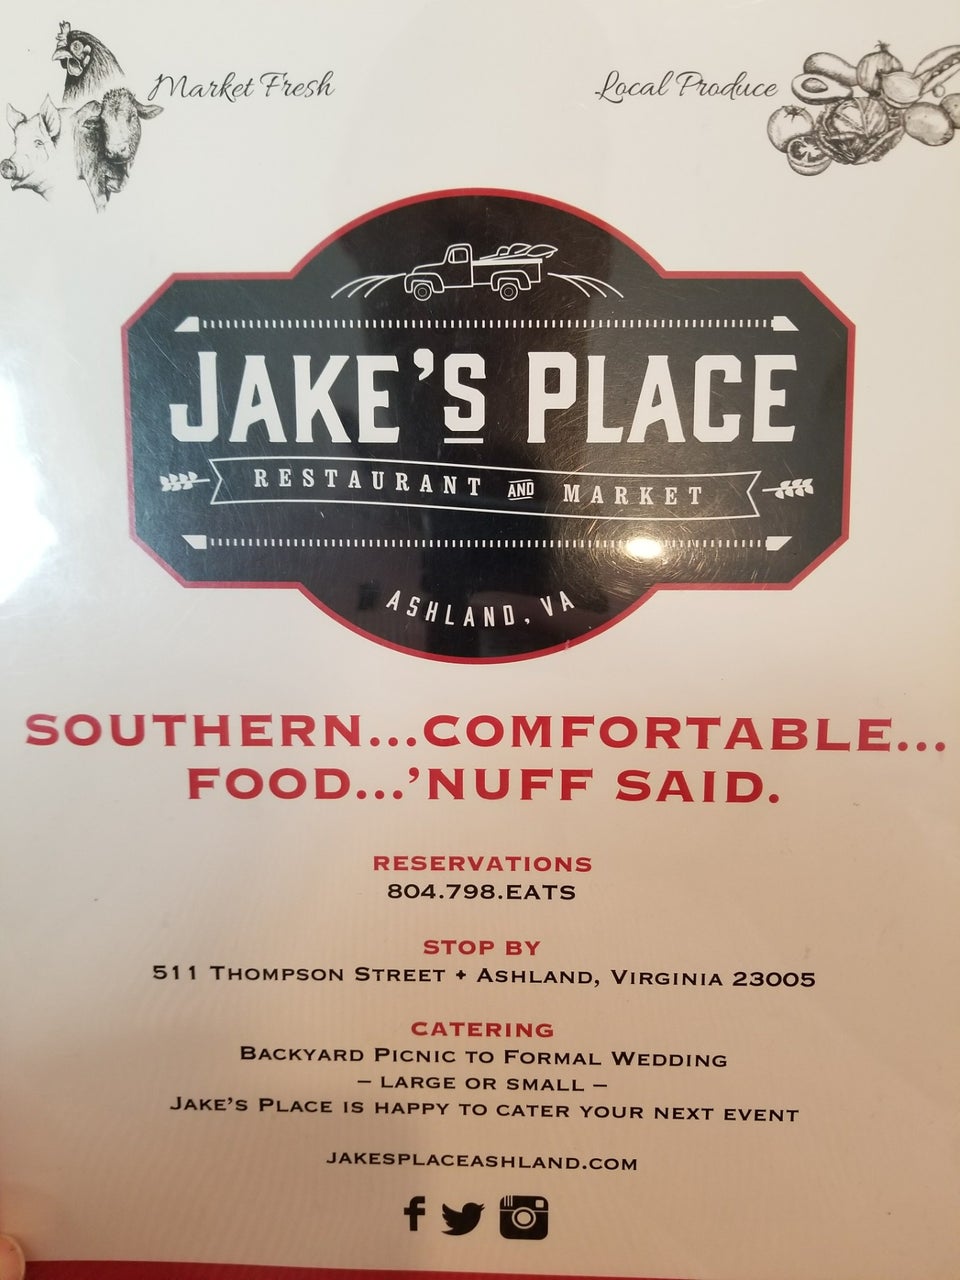 Market Fresh
Local Produce
JAKE'S PLACE
RESTAURANT AND MARKET
ASHLAND, VA
SOUTHERN...COMFORTABLE...
FOOD...'NUFF SAID.
RESERVATIONS
804.798.EATS
STOP BY
511 THOMPSON STREET • ASHLAND, VIRGINIA 23005
CATERING
BACKYARD PICNIC TO FORMAL WEDDING
– LARGE OR SMALL –
JAKE'S PLACE IS HAPPY TO CATER YOUR NEXT EVENT
JAKESPLACEASHLAND.COM